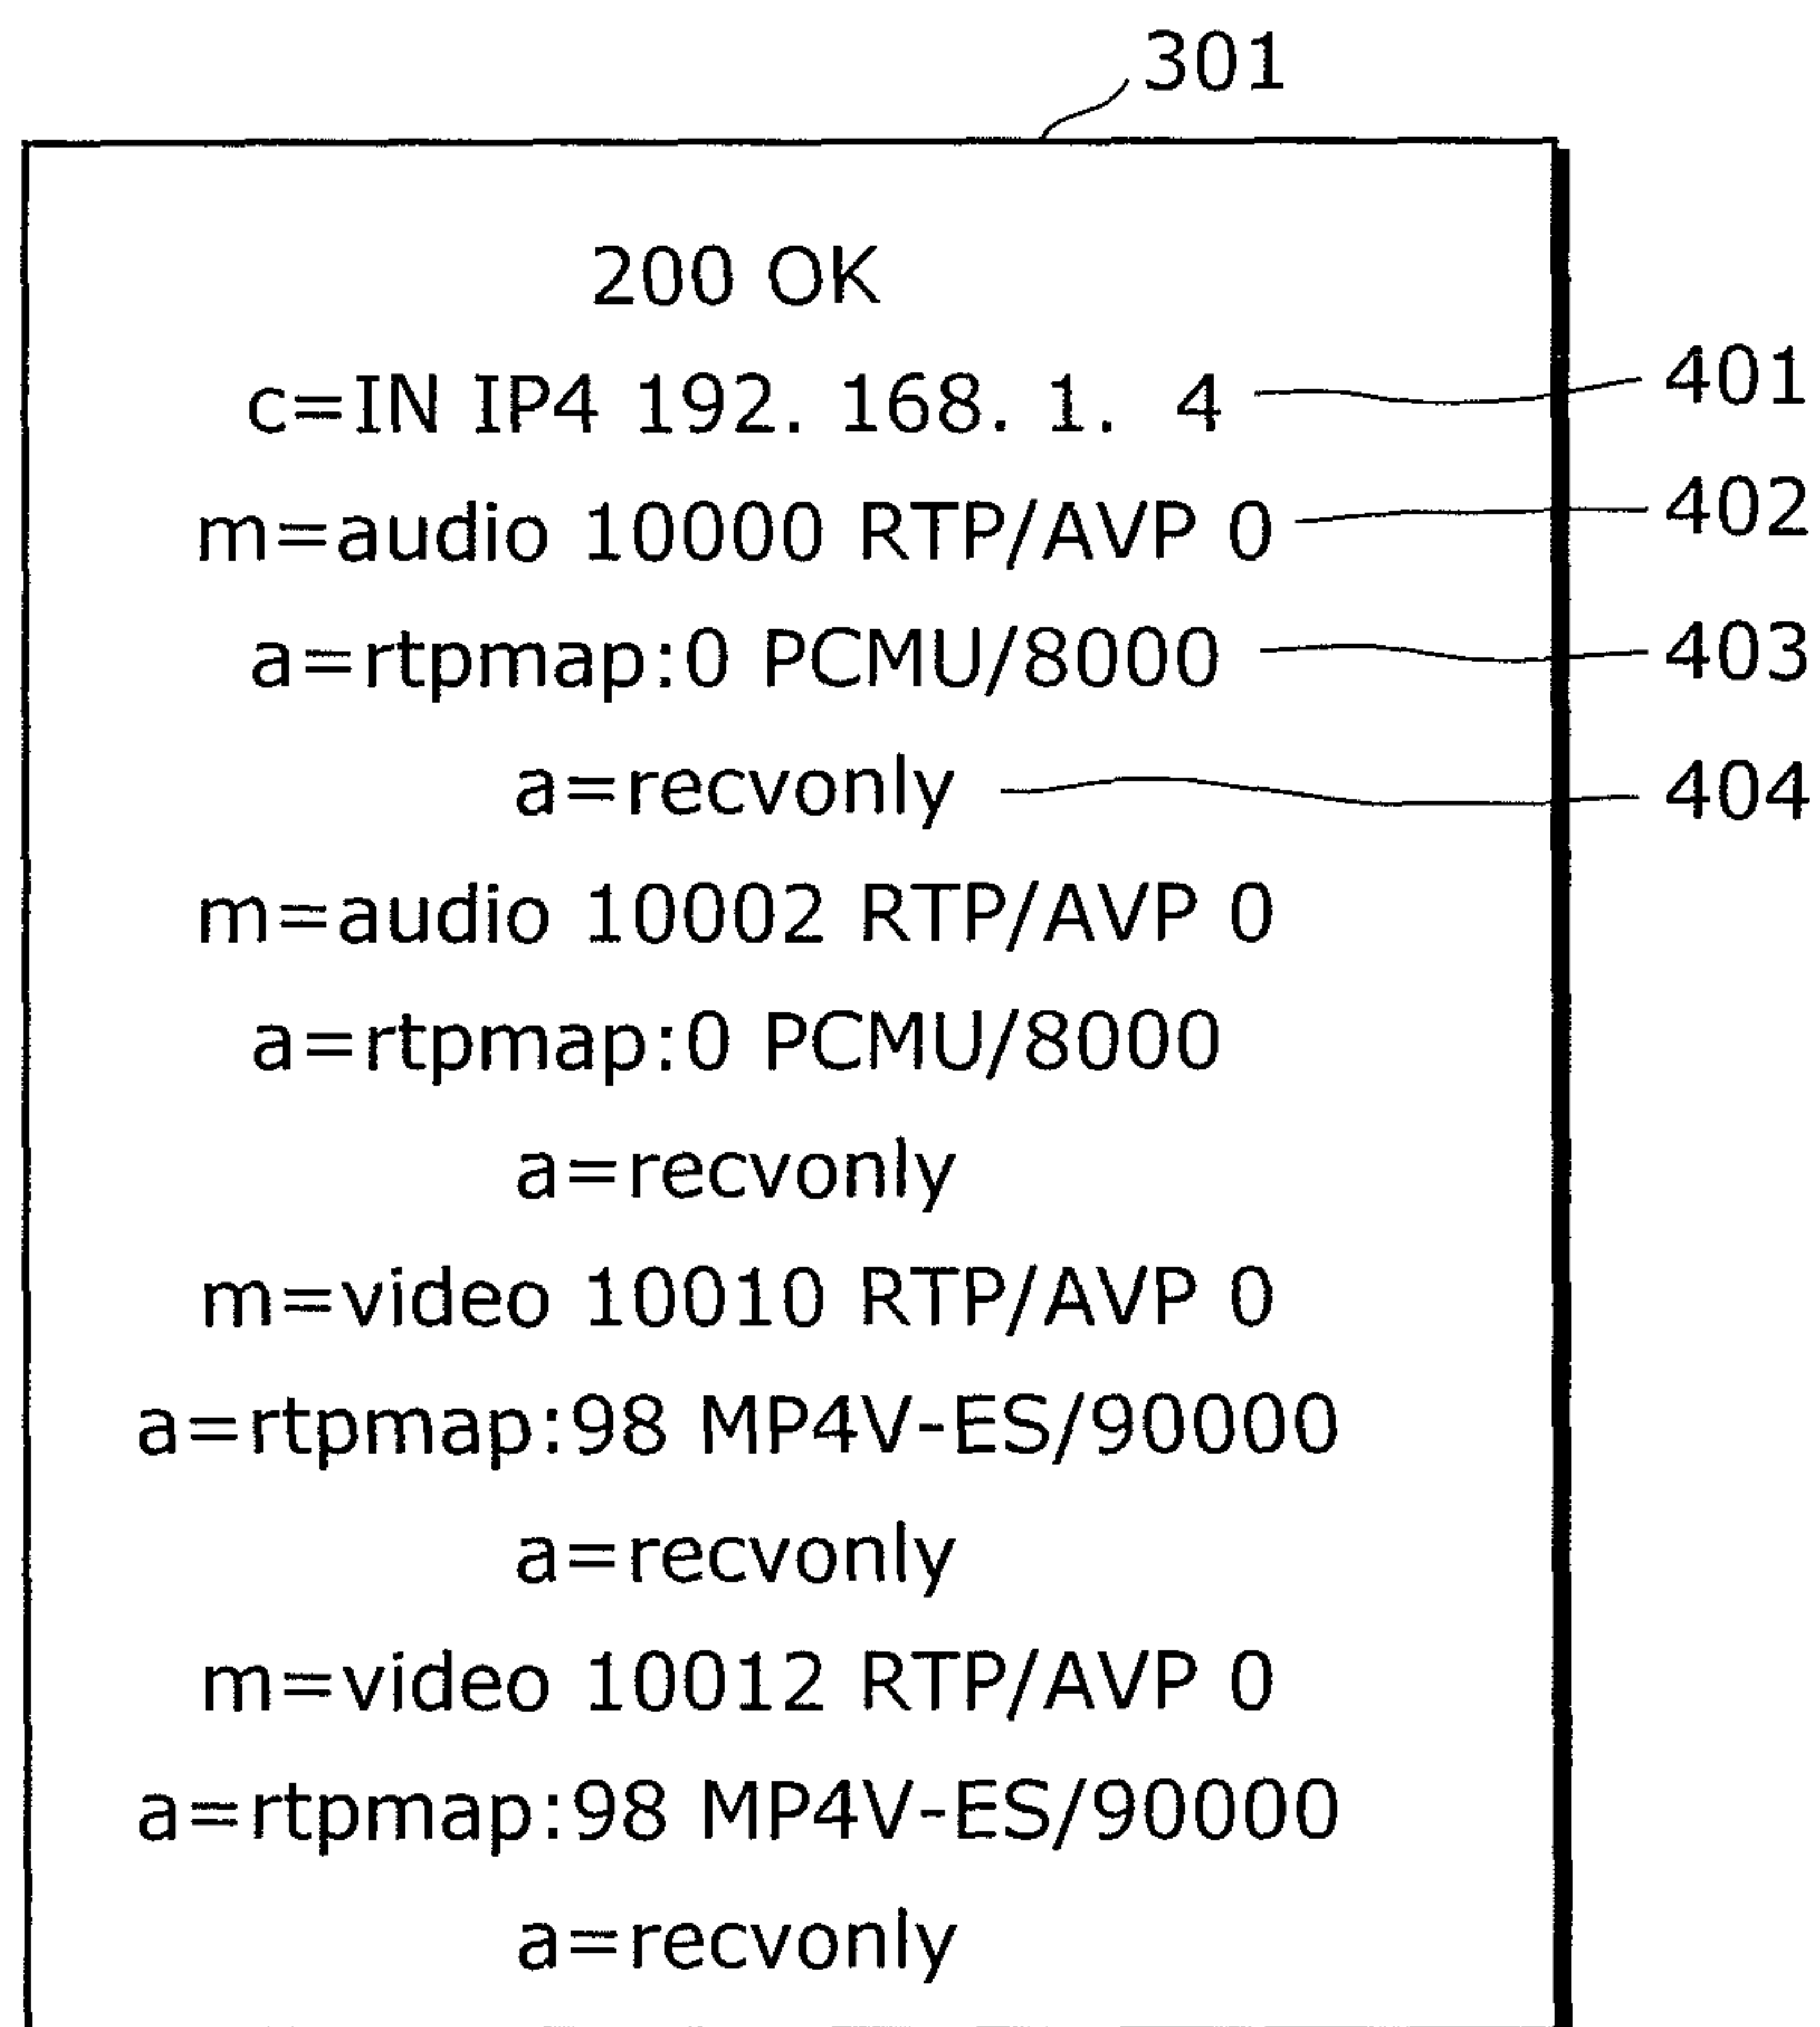 301
200 OK
c=IN IP4 192. 168. 1. 4 401
m=audio 10000 RTP/AVP 0 402
a=rtpmap:0 PCMU/8000 403
a=recvonly 404
m=audio 10002 RTP/AVP 0
a=rtpmap:0 PCMU/8000
a=recvonly
m=video 10010 RTP/AVP 0
a=rtpmap:98 MP4V-ES/90000
a=recvonly
m=video 10012 RTP/AVP 0
a=rtpmap:98 MP4V-ES/90000
a=recvonly